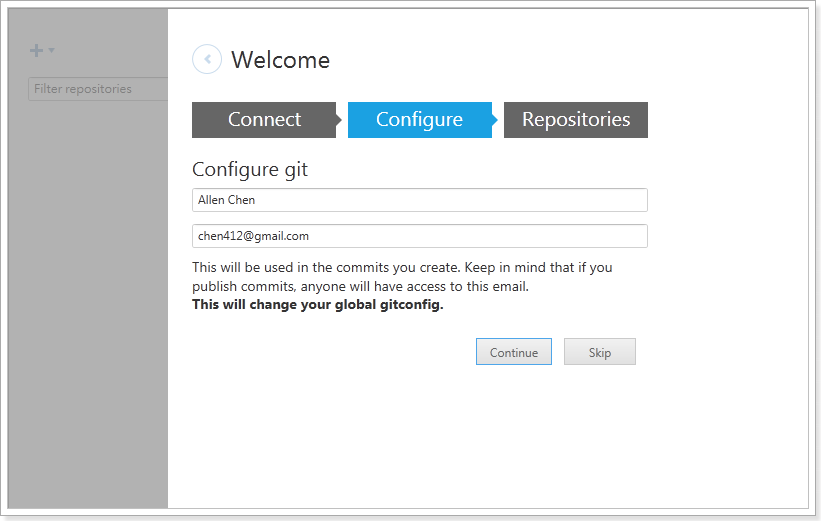 Welcome
Filter repositories
Connect
Configure
Repositories
Configure git
Allen Chen
chen412@gmail.com
This will be used in the commits you create. Keep in mind that if you
publish commits, anyone will have access to this email.
This will change your global gitconfig.
Continue
Skip